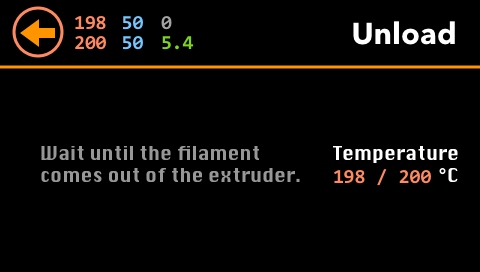 198 50 0
200 50 5.4
Unload
Wait until the filament
comes out of the extruder.
Temperature
198 / 200 °C